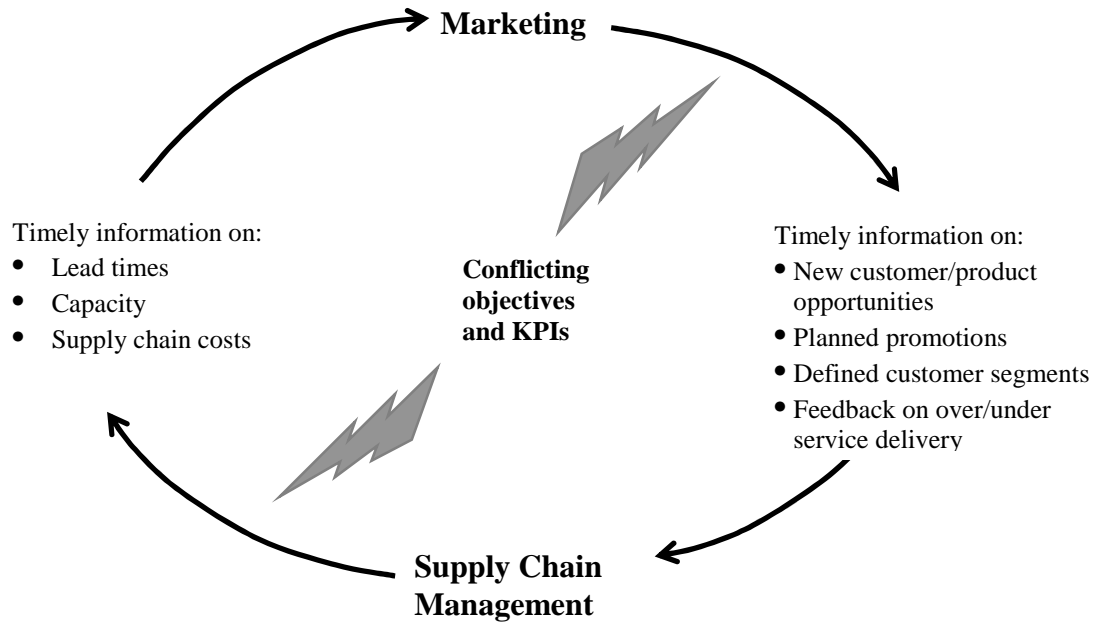 Marketing
Timely information on:
• Lead times
• Capacity
• Supply chain costs
Conflicting
objectives
and KPIs
Timely information on:
• New customer/product
opportunities
• Planned promotions
• Defined customer segments
• Feedback on over/under
service delivery
Supply Chain
Management